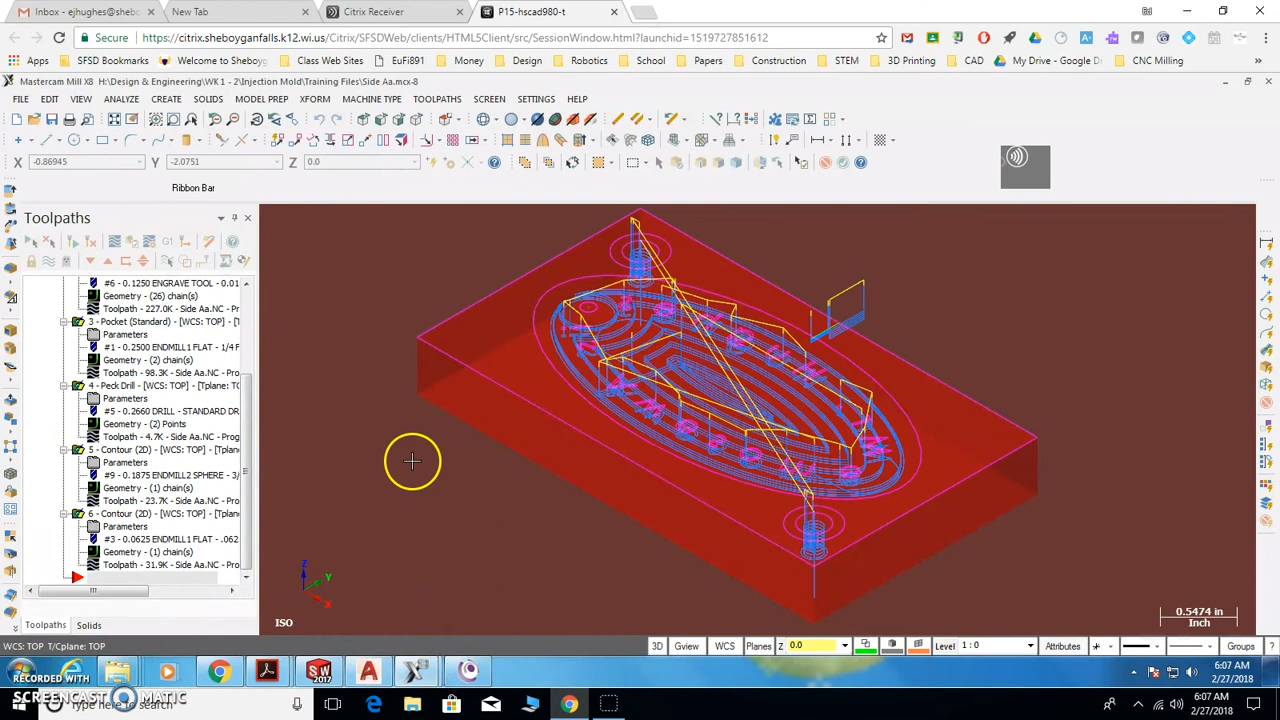 Inbox - ejhughes@shebo
New Tab
Citrix Receiver
P15-hscad980-t
Secure
https://citrix.sheboyganfalls.k12.wi.us/Citrix/SFSDWeb/clients/HTML5Client/src/SessionWindow.html?launchid=1519727851612
Apps SFSD Bookmarks Welcome to Sheboyg EuFi891 Money Design Robotics School Papers Construction STEM 3D Printing CAD My Drive - Google Dr CNC Milling
Mastercam Mill X8 H:\Design & Engineering\WK 1 - 2\Injection Mold\Training Files\Side Aa.mcx-8
FILE EDIT VIEW ANALYZE CREATE SOLIDS MODEL PREP XFORM MACHINE TYPE TOOLPATHS SCREEN SETTINGS HELP
X -0.86945 Y -2.0751 Z 0.0
Ribbon Bar
Toolpaths
G1
#6 - 0.1250 ENGRAVE TOOL - 0.01
Geometry - (26) chain(s)
Toolpath - 227.0K - Side Aa.NC - Pr
3 - Pocket (Standard) - [WCS: TOP] - [T
Parameters
#1 - 0.2500 ENDMILL1 FLAT - 1/4 F
Geometry - (2) chain(s)
Toolpath - 98.3K - Side Aa.NC - Pro
4 - Peck Drill - [WCS: TOP] - [Tplane: TC
Parameters
#5 - 0.2660 DRILL - STANDARD DR
Geometry - (2) Points
Toolpath - 4.7K - Side Aa.NC - Prog
5 - Contour (2D) - [WCS: TOP] - [Tplane
Parameters
#9 - 0.1875 ENDMILL2 SPHERE - 3/
Geometry - (1) chain(s)
Toolpath - 23.7K - Side Aa.NC - Pro
6 - Contour (2D) - [WCS: TOP] - [Tplane
Parameters
#3 - 0.0625 ENDMILL1 FLAT - .062
Geometry - (1) chain(s)
Toolpath - 31.9K - Side Aa.NC - Pro
Toolpaths Solids
Z
Y
X
ISO
0.5474 in
Inch
WCS: TOP T/Cplane: TOP
3D Gview WCS Planes Z 0.0 Level 1 : 0 Attributes Groups ?
6:07 AM
2/27/2018
RECORDED WITH
SCREENCAST MATIC
Type here to search
6:07 AM
2/27/2018